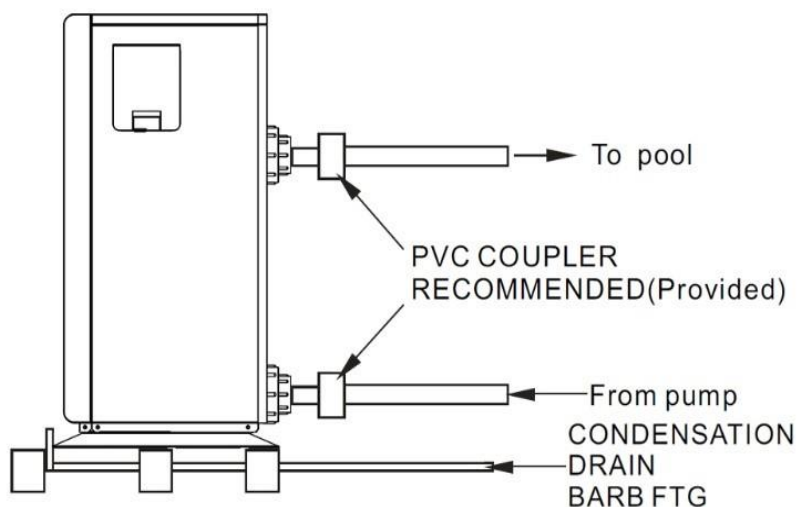 To pool
PVC COUPLER
RECOMMENDED(Provided)
From pump
CONDENSATION
DRAIN
BARB FTG